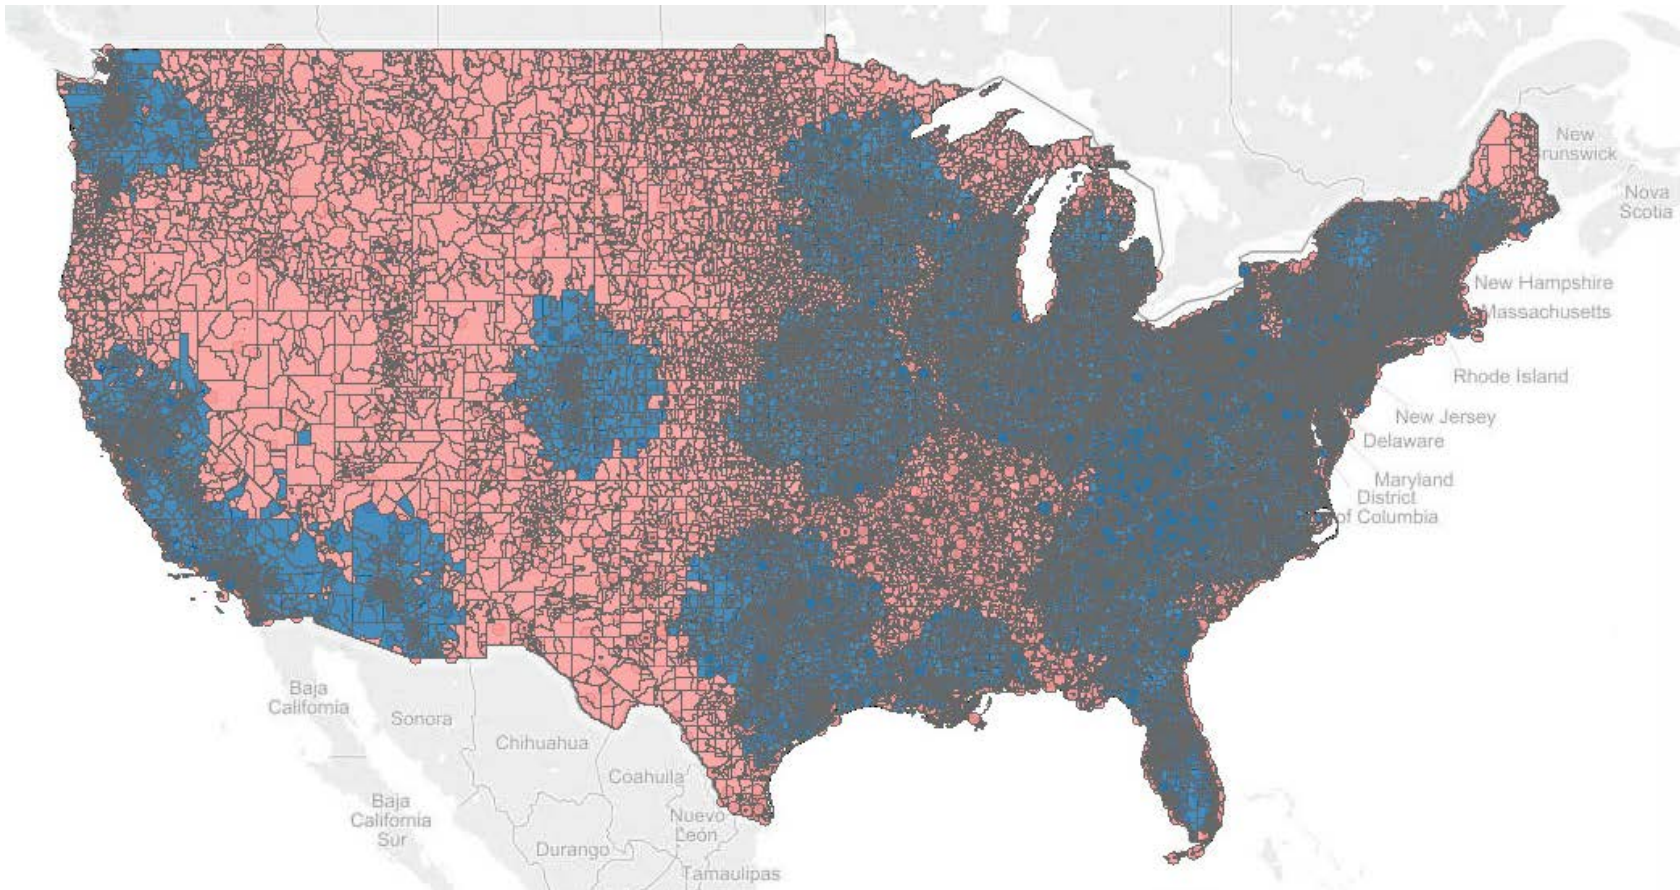 New
runswick
Nova
Scotia
New Hampshire
Massachusetts
Rhode Island
New Jersey
Delaware
Maryland
District
of Columbia
Baja
California
Sonora
Chihuahua
Coahuila
Baja
California
Sur
Nuevo
León
Durango
Tamaulipas